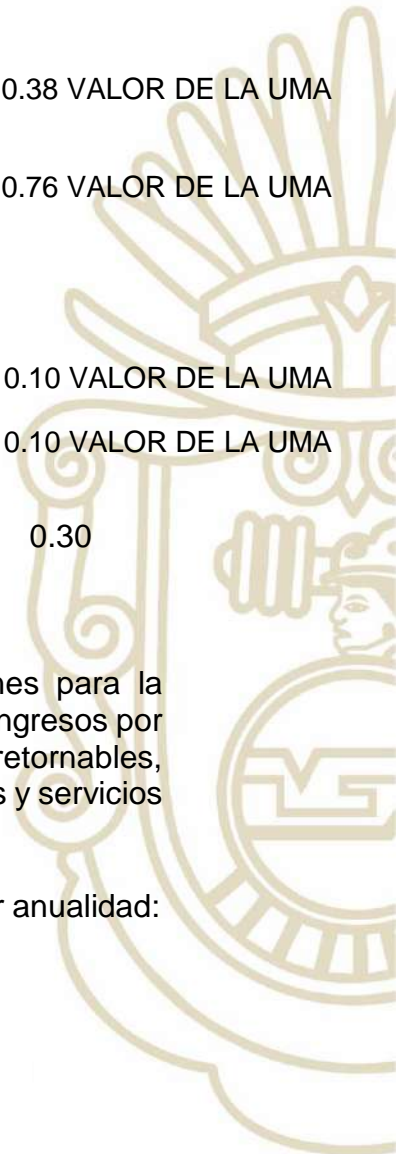 0.38 VALOR DE LA UMA
0.76 VALOR DE LA UMA
0.10 VALOR DE LA UMA
0.10 VALOR DE LA UMA
0.30
nes para la
ngresos por
retornables,
s y servicios
r anualidad: